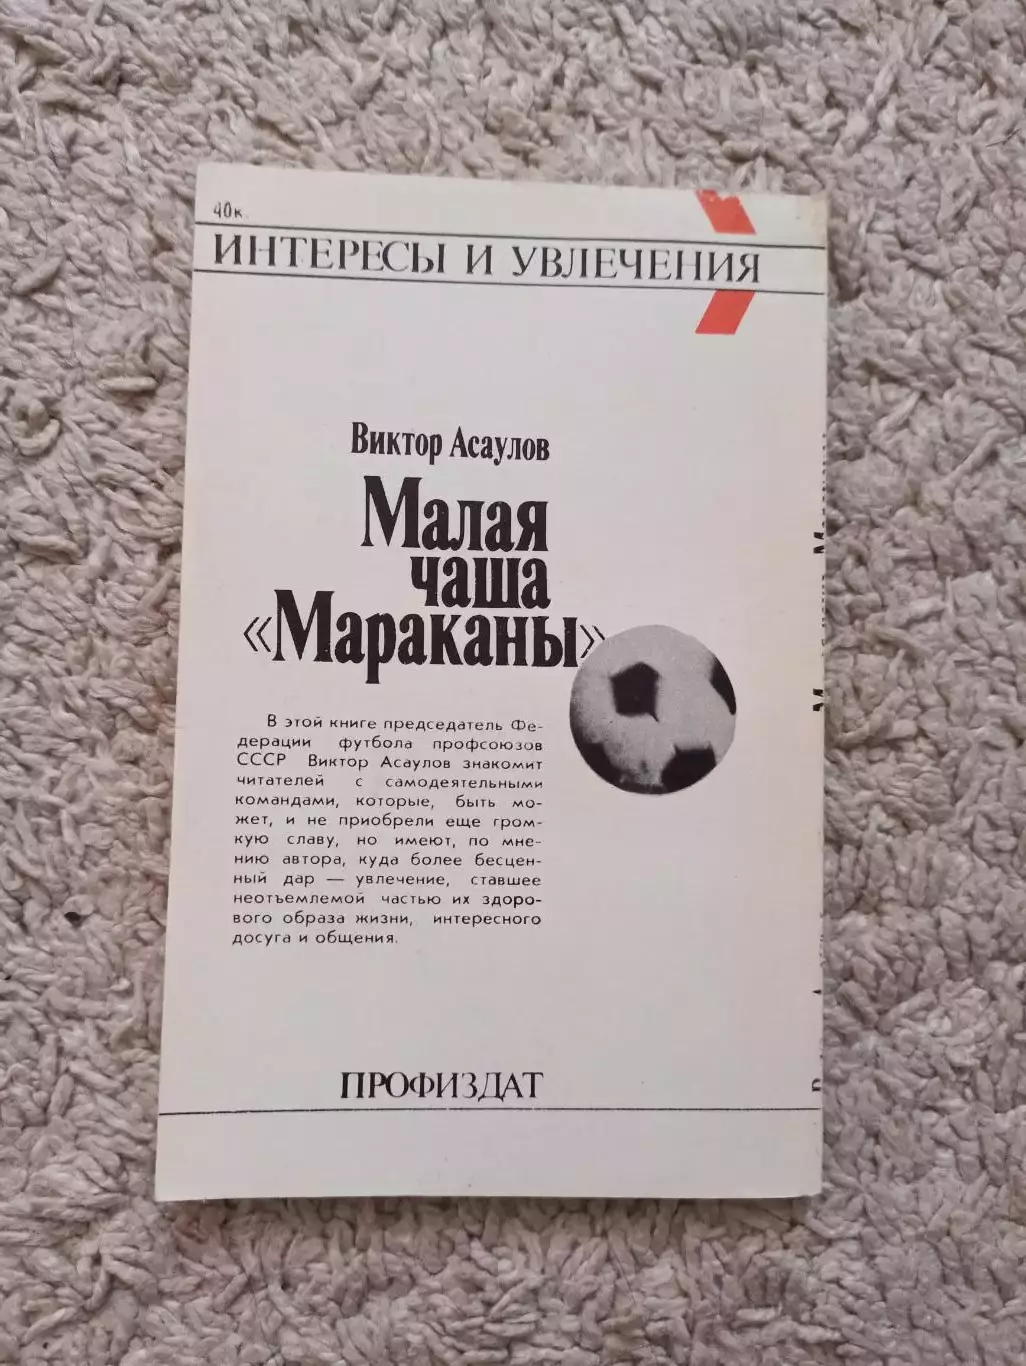 40к.
ИНТЕРЕСЫ И УВЛЕЧЕНИЯ
Виктор Асаулов
Малая
чаша
«Мараканы»
В этой книге председатель Фе-
дерации футбола профсоюзов
СССР Виктор Асаулов знакомит
читателей с самодеятельными
командами, которые, быть мо-
жет, и не приобрели еще гром-
кую славу, но имеют, по мне-
нию автора, куда более бесцен-
ный дар — увлечение, ставшее
неотъемлемой частью их здоро-
вого образа жизни, интересного
досуга и общения.
ПРОФИЗДАТ